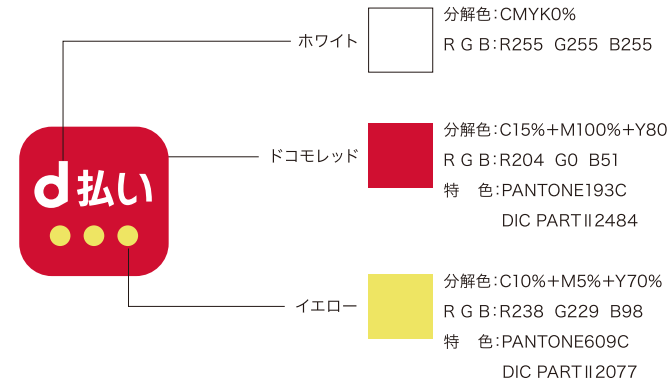 ホワイト
分解色:CMYK0%
R G B:R255 G255 B255
d払い
ドコモレッド
分解色:C15%+M100%+Y80
R G B:R204 G0 B51
特 色:PANTONE193C
DIC PARTⅡ2484
イエロー
分解色:C10%+M5%+Y70%
R G B:R238 G229 B98
特 色:PANTONE609C
DIC PARTⅡ2077